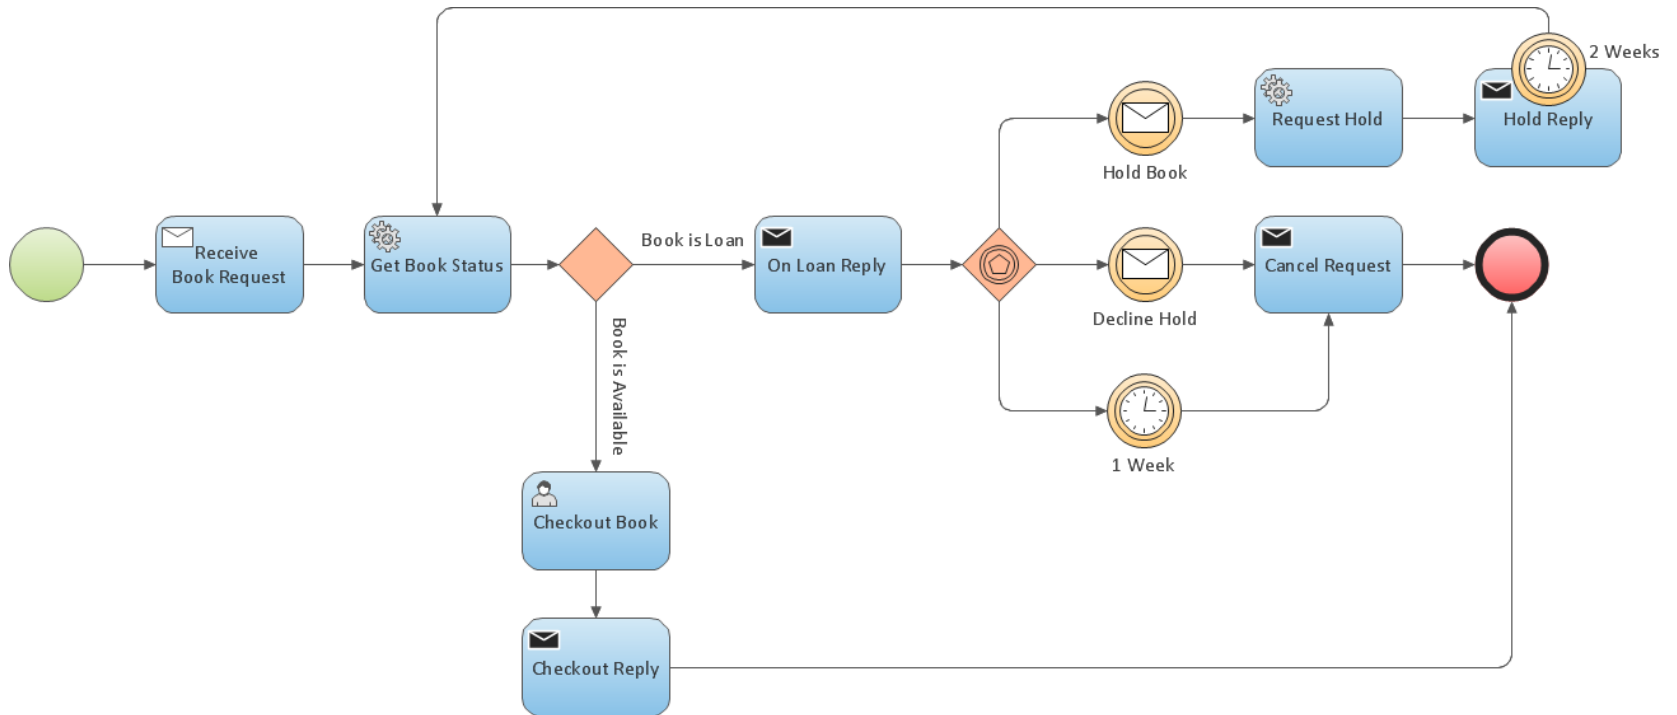 2 Weeks
Request Hold
Hold Reply
Hold Book
Receive
Book Request
Get Book Status
Book is Loan
On Loan Reply
Cancel Request
Decline Hold
Book is Available
1 Week
Checkout Book
Checkout Reply